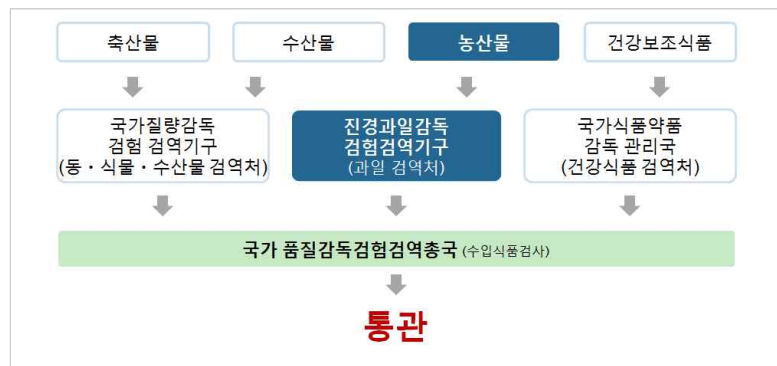 축산물
수산물
농산물
건강보조식품
국가질량감독
검험 검역기구
(동・식물・수산물 검역처)
진경과일감독
검험검역기구
(과일 검역처)
국가식품약품
감독 관리국
(건강식품 검역처)
국가 품질감독검험검역총국 (수입식품검사)
통관